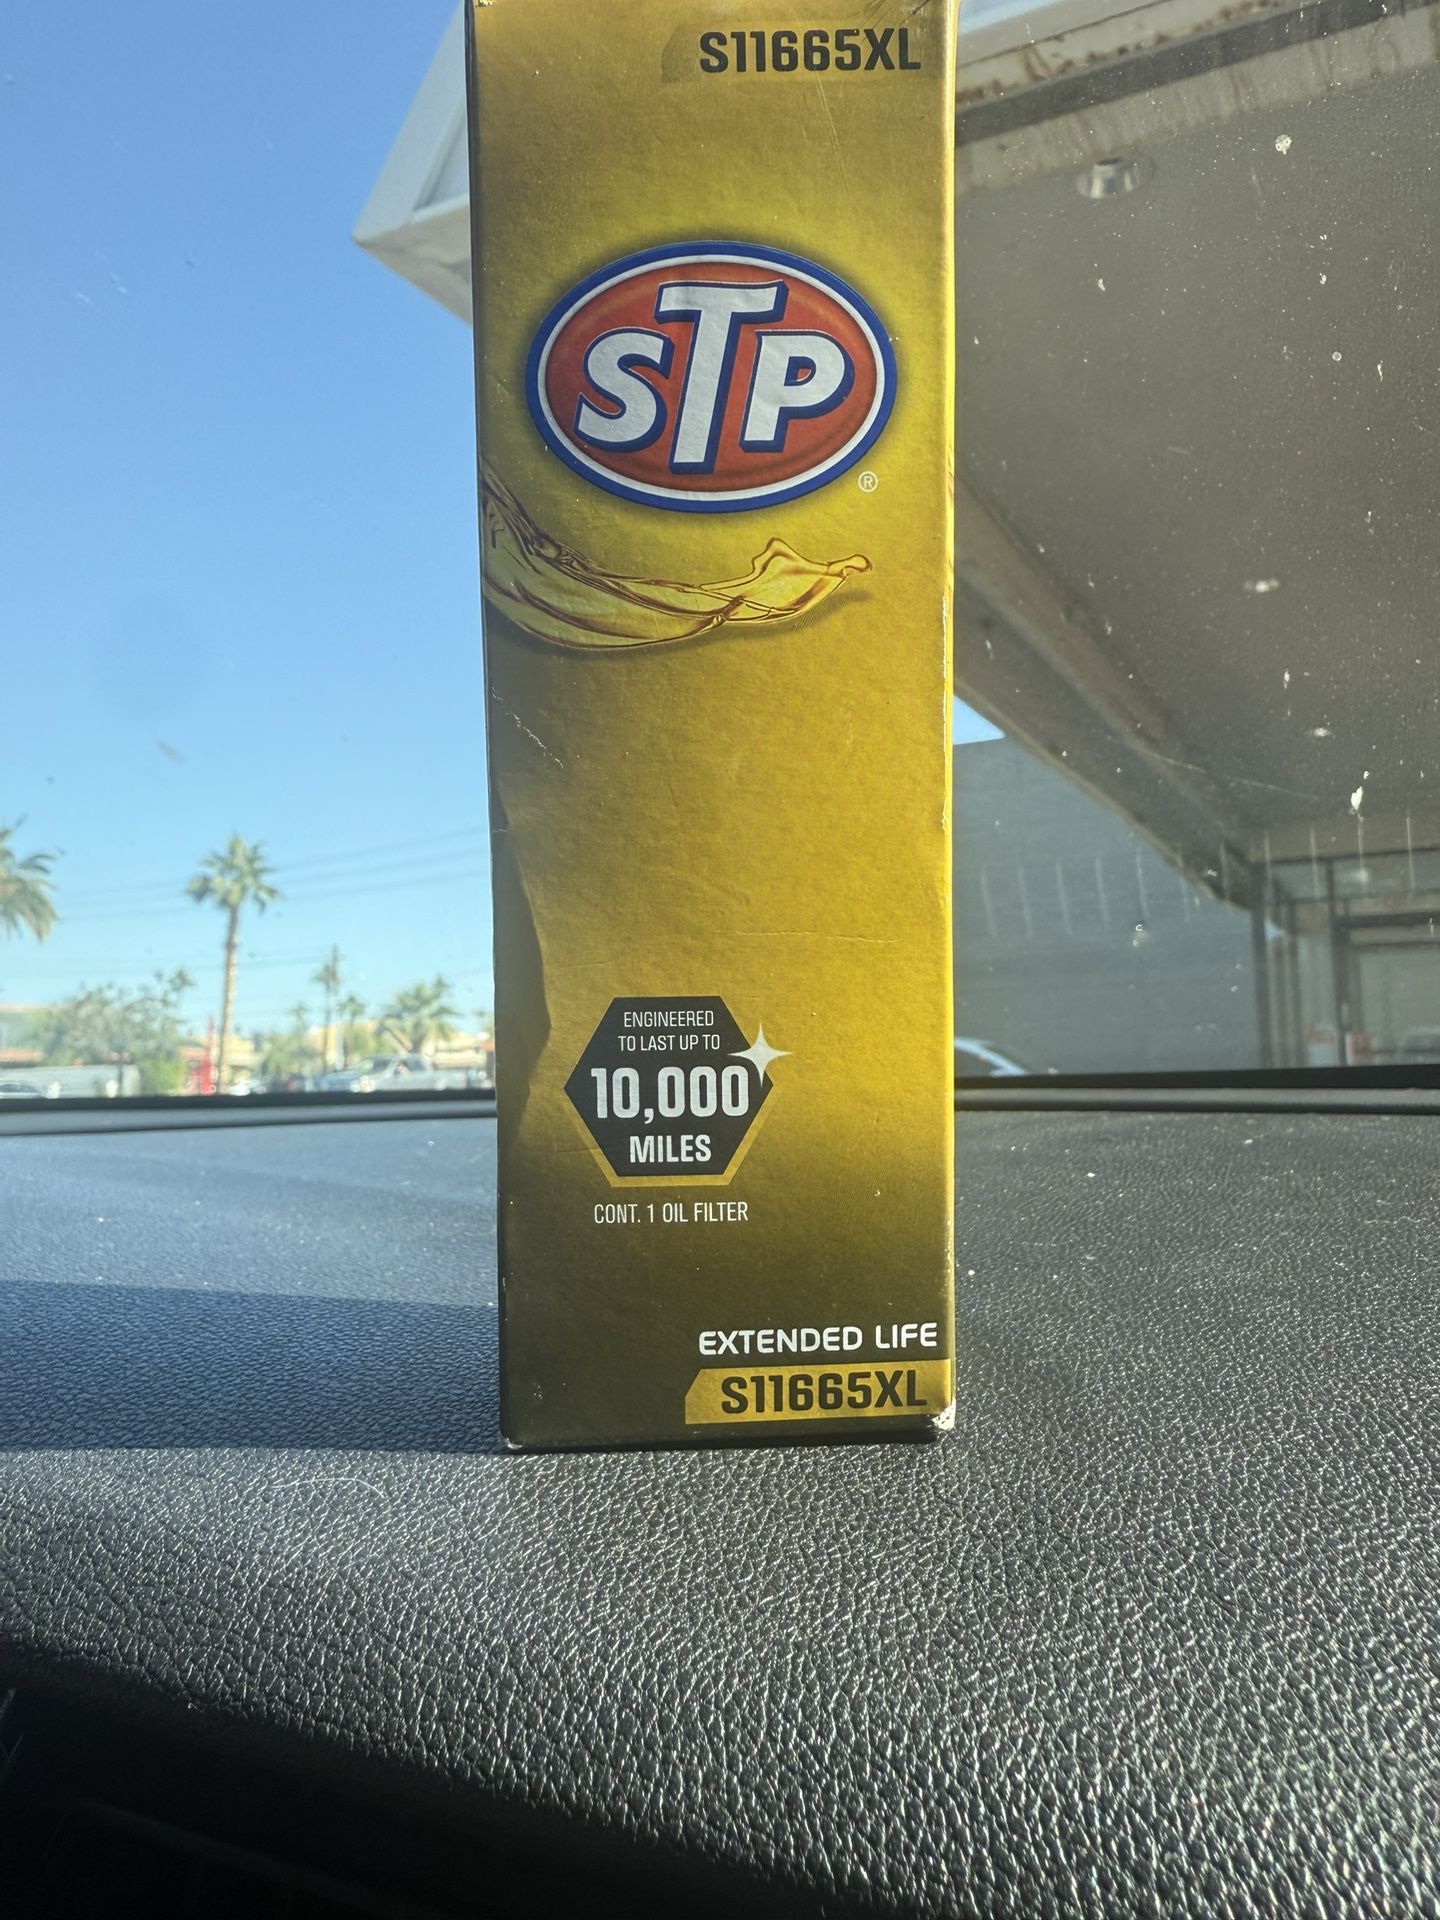 S11665XL
STP
®
ENGINEERED
TO LAST UP TO
10,000
MILES
CONT. 1 OIL FILTER
EXTENDED LIFE
S11665XL